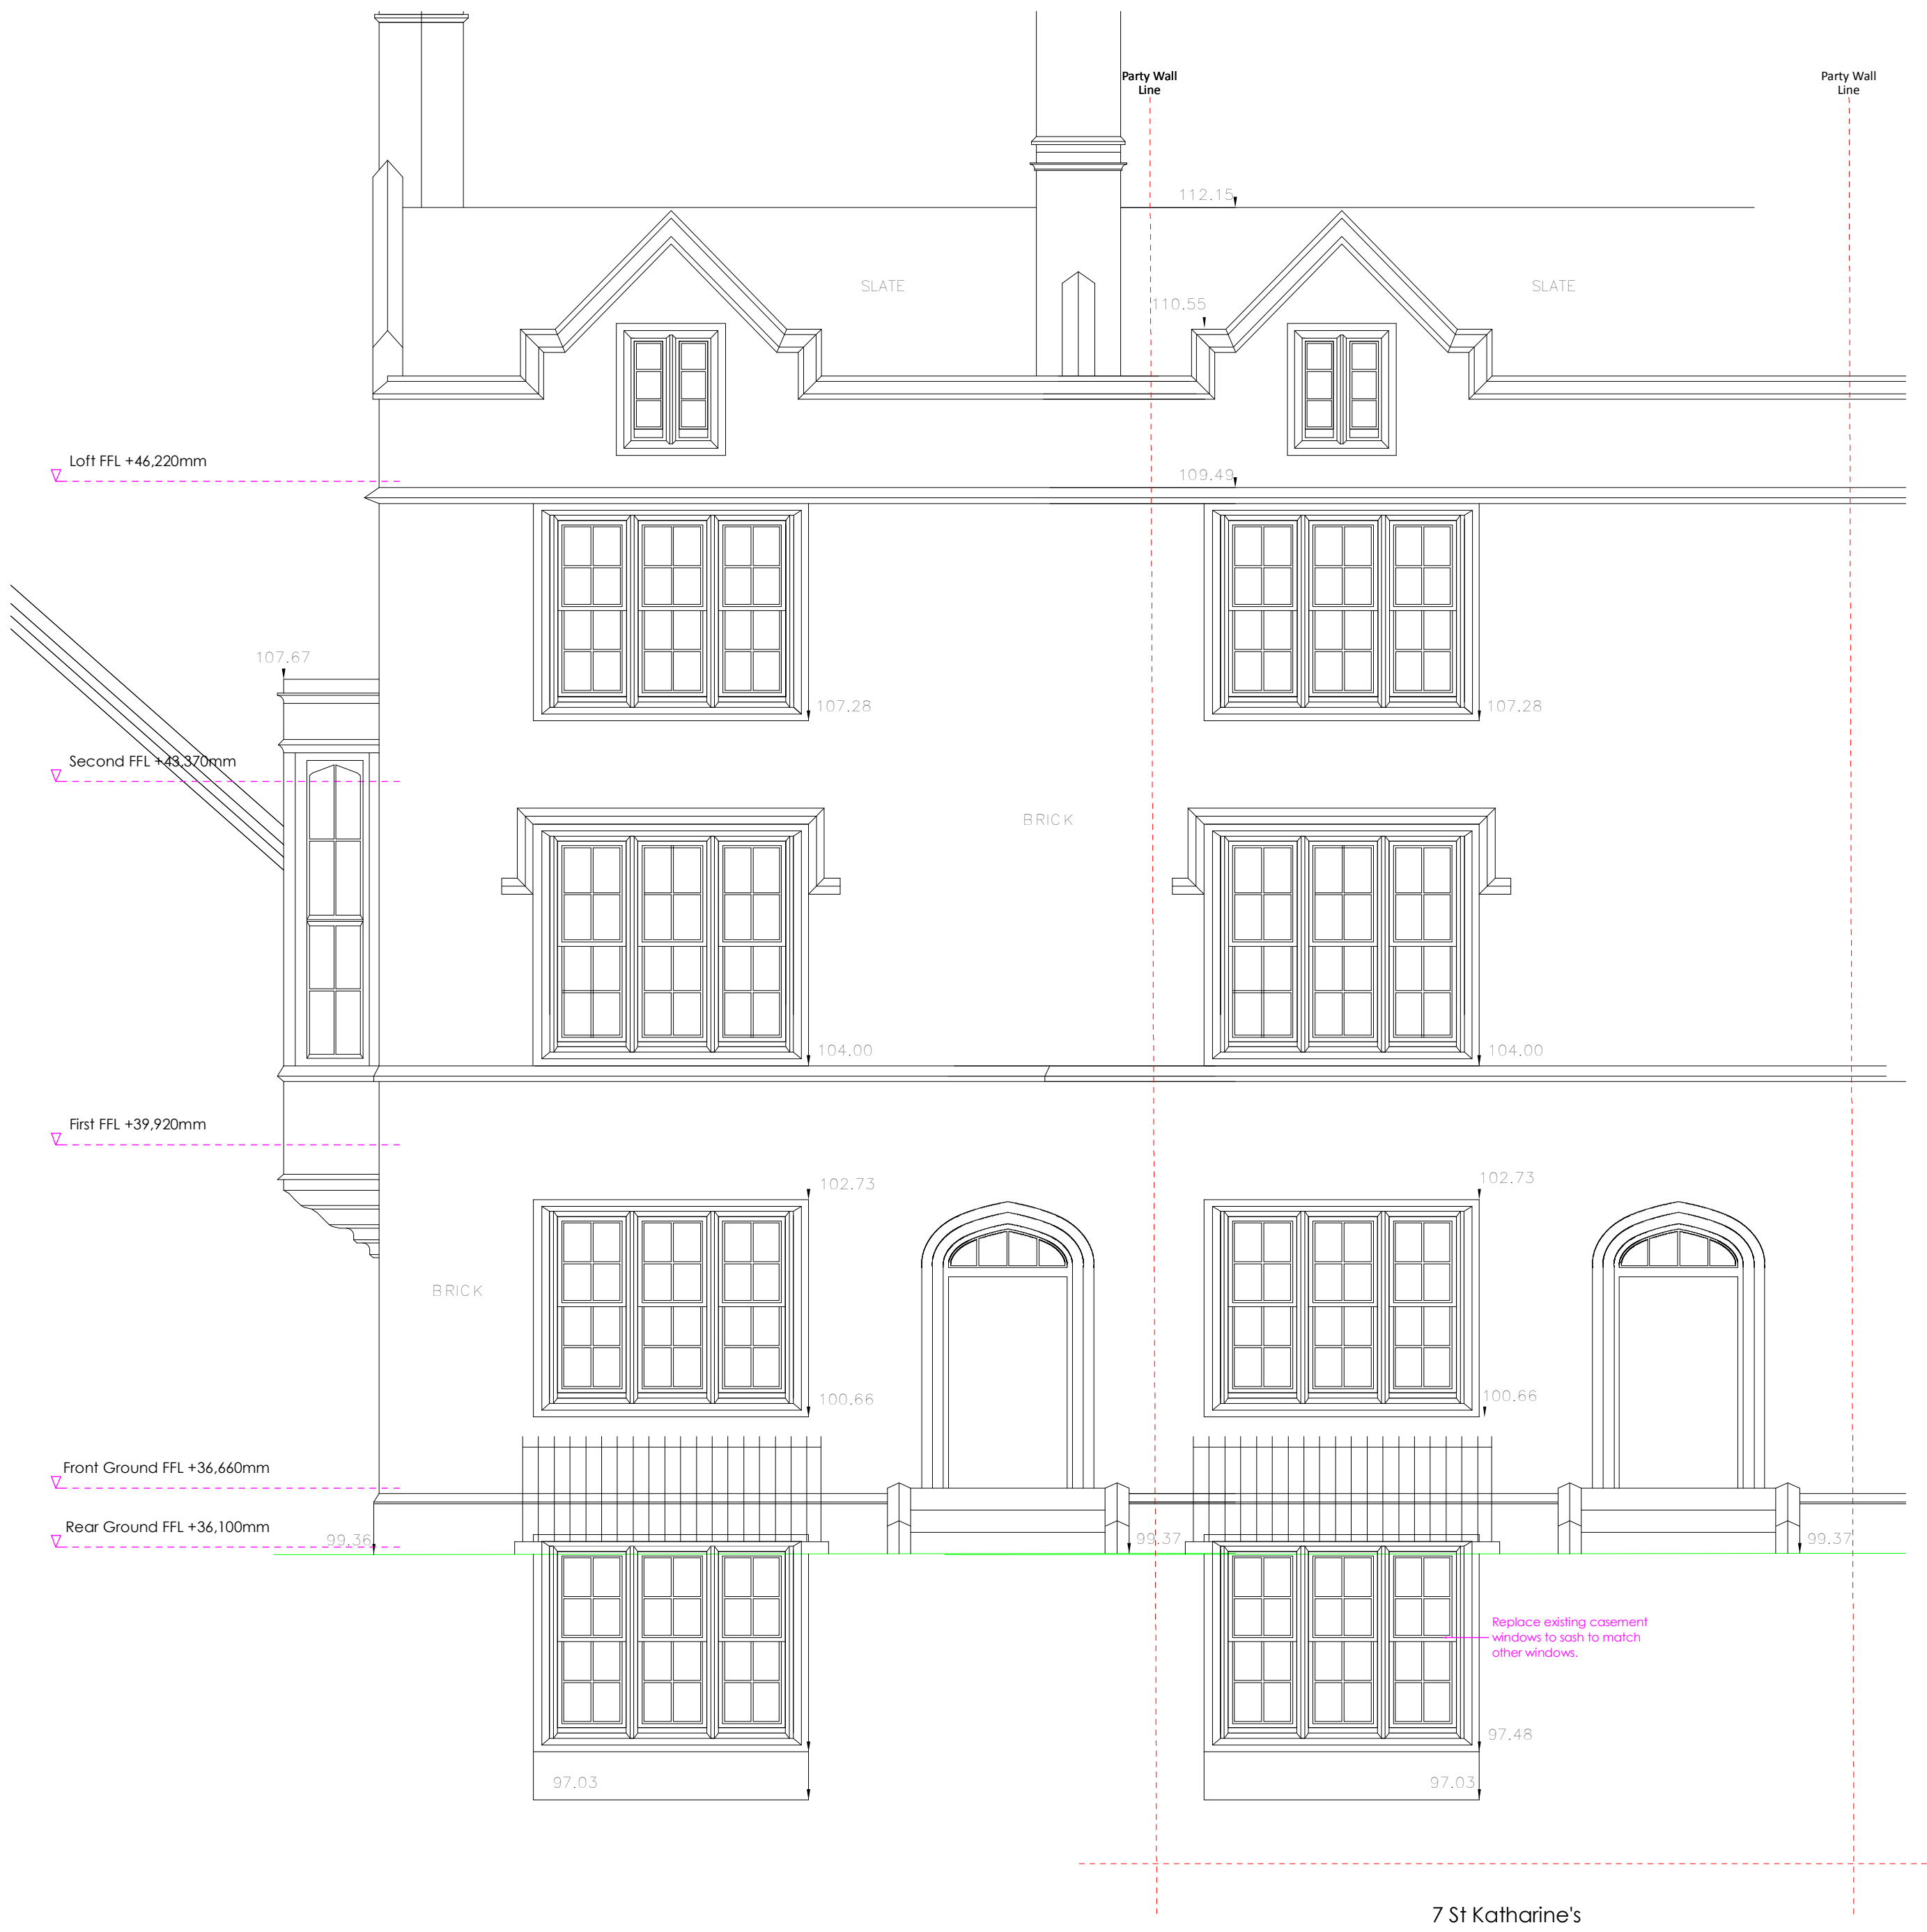 Party Wall
Line
Party Wall
Line
112.15
SLATE
SLATE
110.55
Loft FFL +46,220mm
109.49
107.67
107.28
107.28
Second FFL +43,370mm
BRICK
104.00
104.00
First FFL +39,920mm
102.73
102.73
BRICK
100.66
100.66
Front Ground FFL +36,660mm
Rear Ground FFL +36,100mm
99.36
99.37
99.37
Replace existing casement
windows to sash to match
other windows.
97.48
97.03
97.03
7 St Katharine's